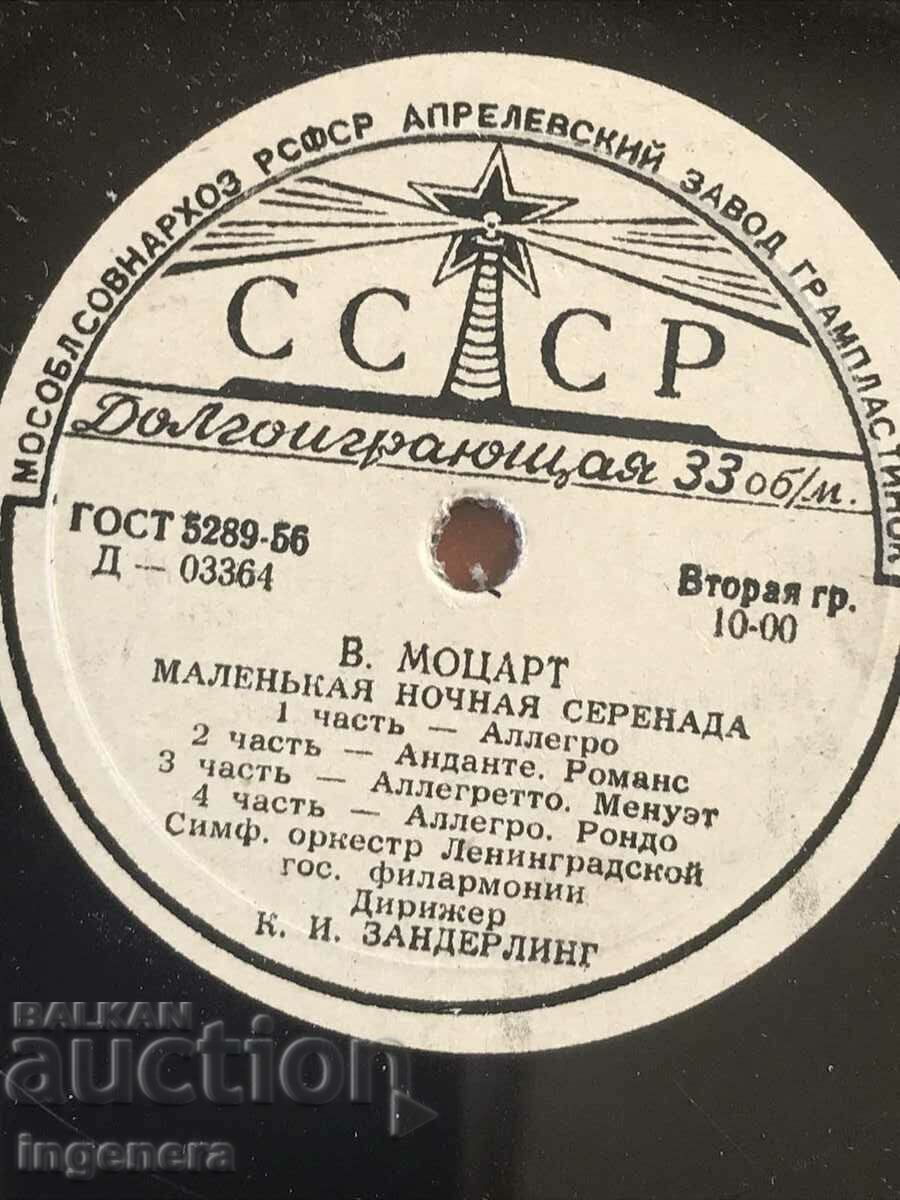 МОСОБЛСОВНАРХОЗ РСФСР АПРЕЛЕВСКИЙ ЗАВОД ГРАМПЛАСТИНОК
СССР
Долгоиграющая 33 об/м.
ГОСТ 5289-56
Д — 03364
Вторая гр.
10-00
В. МОЦАРТ
МАЛЕНЬКАЯ НОЧНАЯ СЕРЕНАДА
1 часть — Аллегро
2 часть — Анданте. Романс
3 часть — Аллегретто. Менуэт
4 часть — Аллегро. Рондо
Симф. оркестр Ленинградской
гос. филармонии
Дирижер
К. И. ЗАНДЕРЛИНГ
BALKAN
auction
ingenera